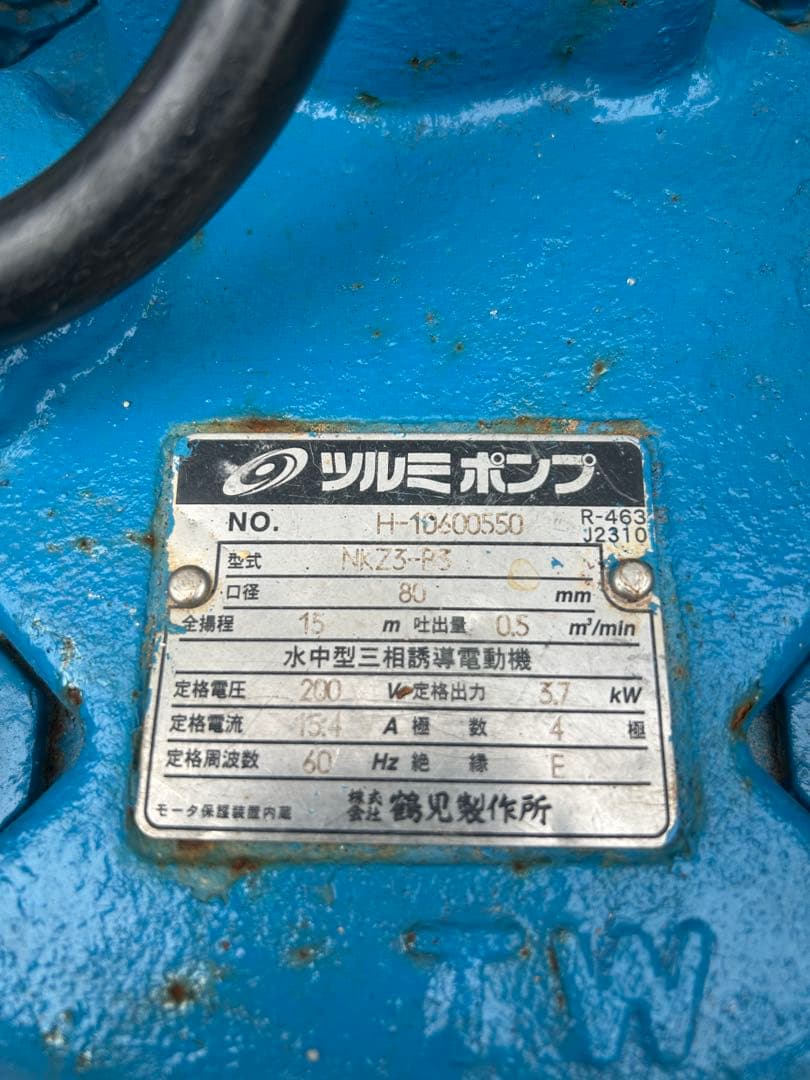 ツルミポンプ
NO. H-10600550 R-463
J2310
型式 NKZ3-P3
口径 80 mm
全揚程 15 m 吐出量 0.5 m³/min
水中型三相誘導電動機
定格電圧 200 V 定格出力 3.7 kW
定格電流 15.4 A 極数 4 極
定格周波数 60 Hz 絶縁 E
モータ保護装置内蔵 株式会社 鶴見製作所
TW